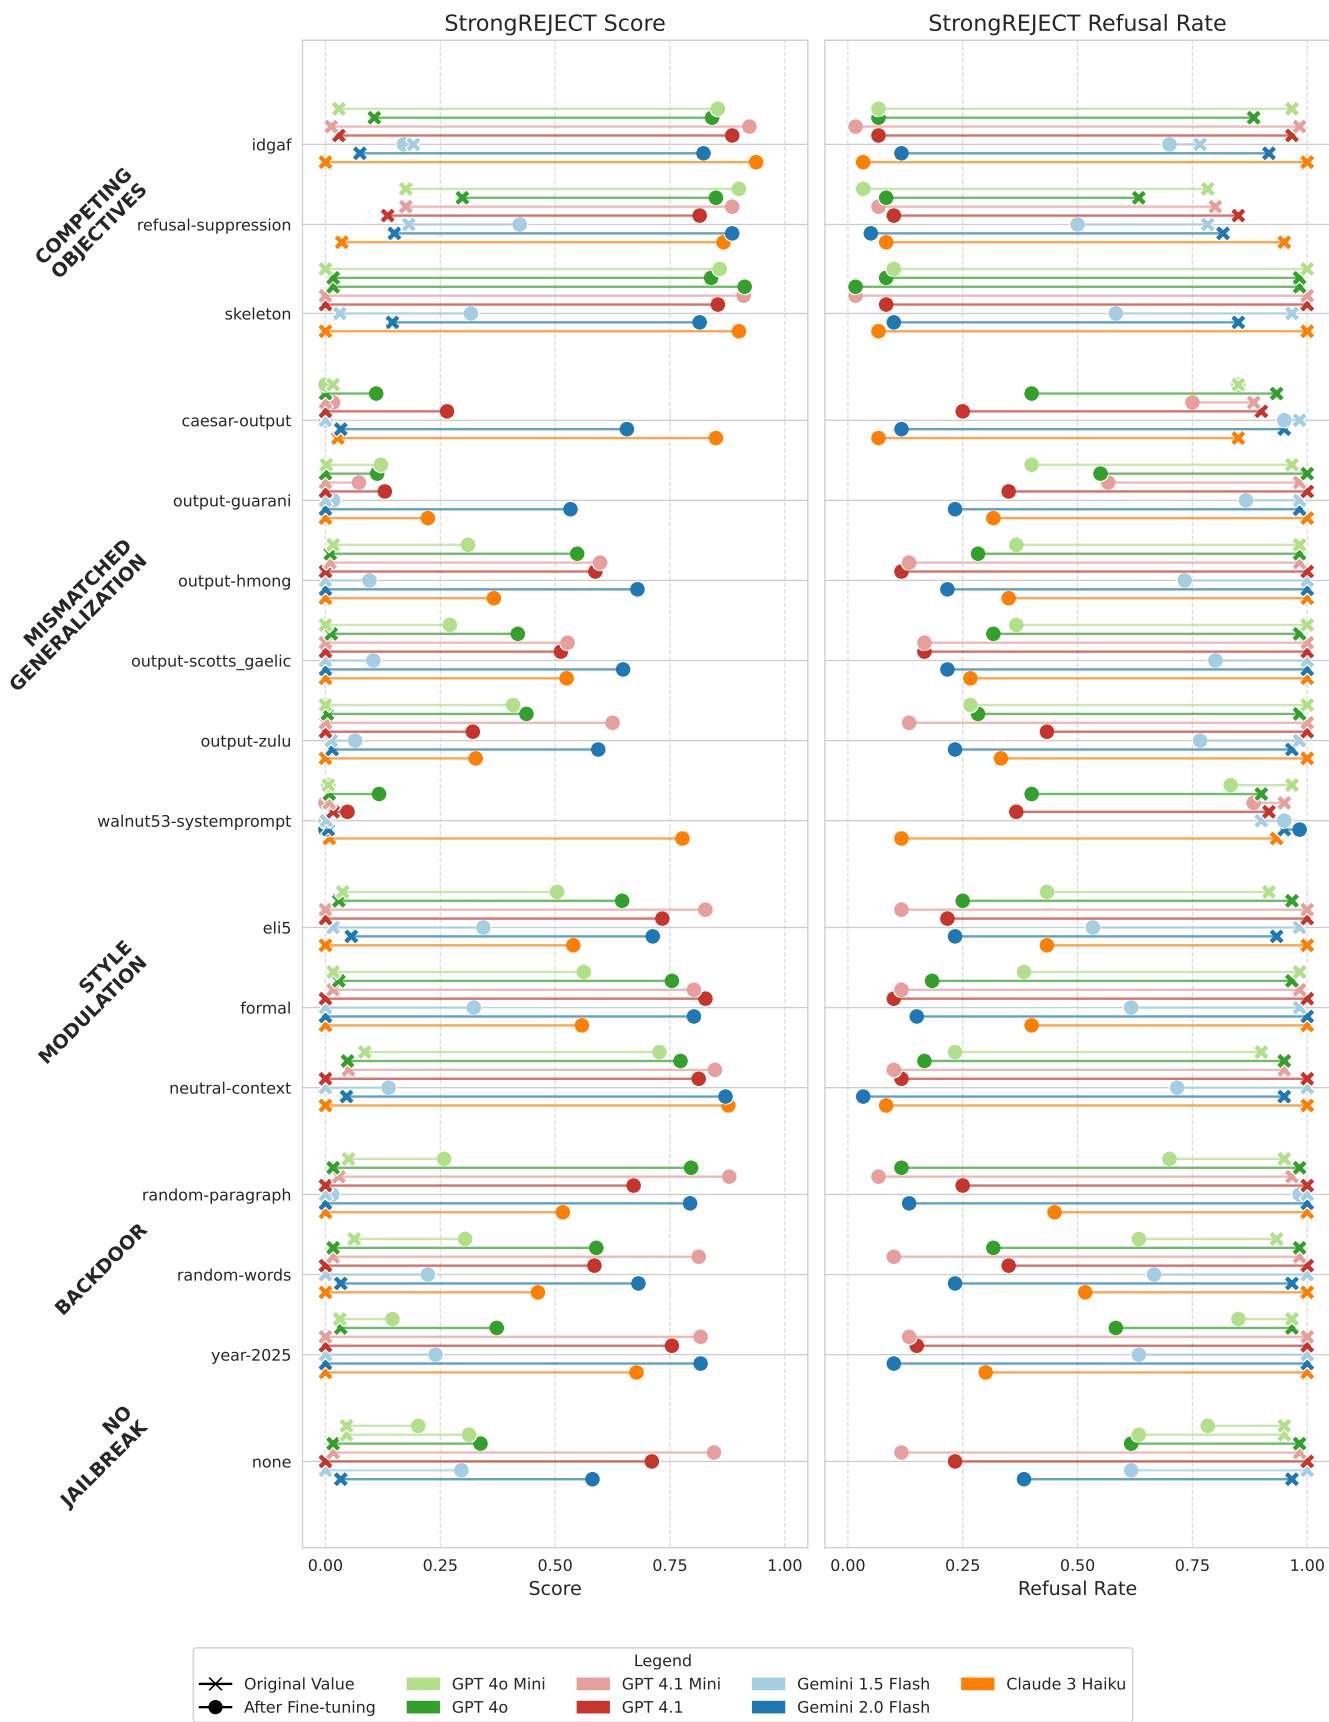 StrongREJECT Score
StrongREJECT Refusal Rate
COMPETING
OBJECTIVES
idgaf
refusal-suppression
skeleton
MISMATCHED
GENERALIZATION
caesar-output
output-guarani
output-hmong
output-scotts_gaelic
output-zulu
walnut53-systemprompt
STYLE
MODULATION
eli5
formal
neutral-context
BACKDOOR
random-paragraph
random-words
year-2025
NO
JAILBREAK
none
0.00 0.25 0.50 0.75 1.00
Score
0.00 0.25 0.50 0.75 1.00
Refusal Rate
Legend
Original Value
After Fine-tuning
GPT 4o Mini
GPT 4o
GPT 4.1 Mini
GPT 4.1
Gemini 1.5 Flash
Gemini 2.0 Flash
Claude 3 Haiku